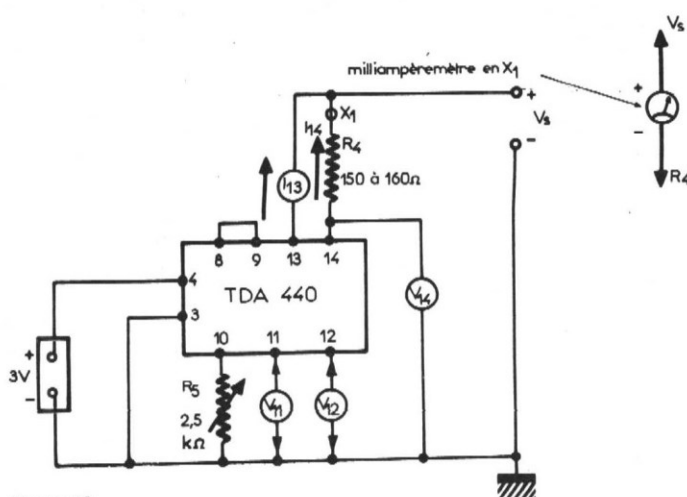 Vs
milliampèremètre en X1
+
-
R4
+
Vs
-
X1
I14
R4
150 à 160Ω
I13
8
9
13
14
4
TDA 440
3
V14
10
11
12
+
3V
-
R5
2,5
kΩ
V11
V12